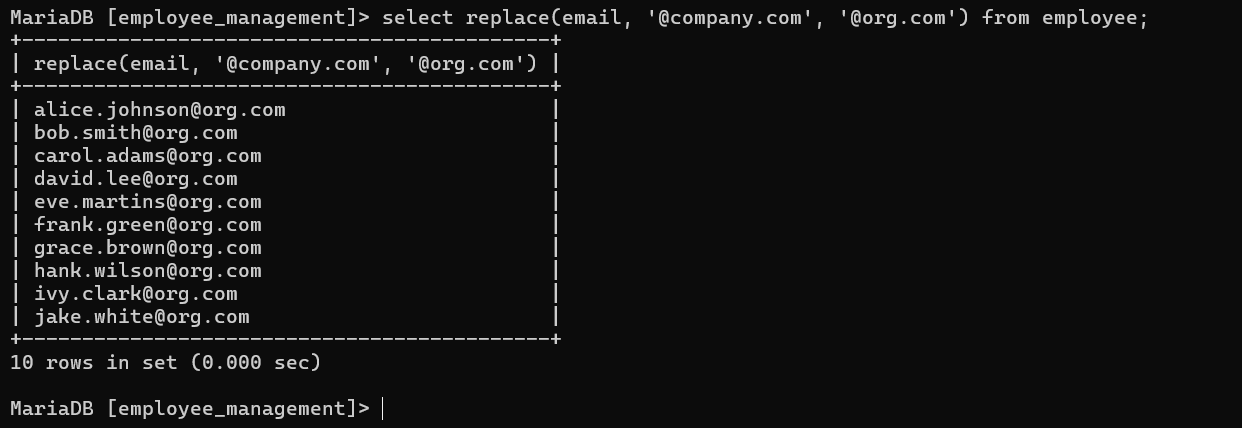 MariaDB [employee_management]> select replace(email, '@company.com', '@org.com') from employee;
+--------------------------------------------+
| replace(email, '@company.com', '@org.com') |
+--------------------------------------------+
| alice.johnson@org.com                      |
| bob.smith@org.com                          |
| carol.adams@org.com                        |
| david.lee@org.com                          |
| eve.martins@org.com                        |
| frank.green@org.com                        |
| grace.brown@org.com                        |
| hank.wilson@org.com                        |
| ivy.clark@org.com                          |
| jake.white@org.com                         |
+--------------------------------------------+
10 rows in set (0.000 sec)
MariaDB [employee_management]>